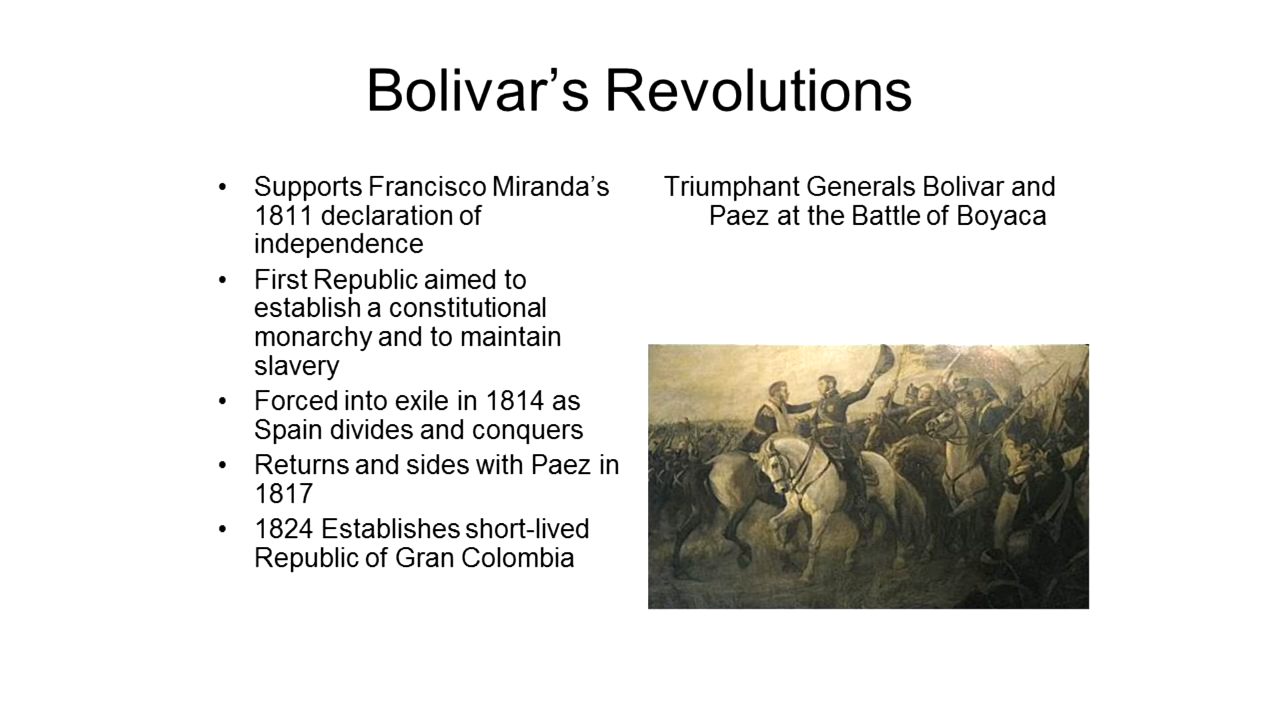 Bolivar’s Revolutions
• Supports Francisco Miranda’s
1811 declaration of
independence
• First Republic aimed to
establish a constitutional
monarchy and to maintain
slavery
• Forced into exile in 1814 as
Spain divides and conquers
• Returns and sides with Paez in
1817
• 1824 Establishes short-lived
Republic of Gran Colombia
Triumphant Generals Bolivar and
Paez at the Battle of Boyaca